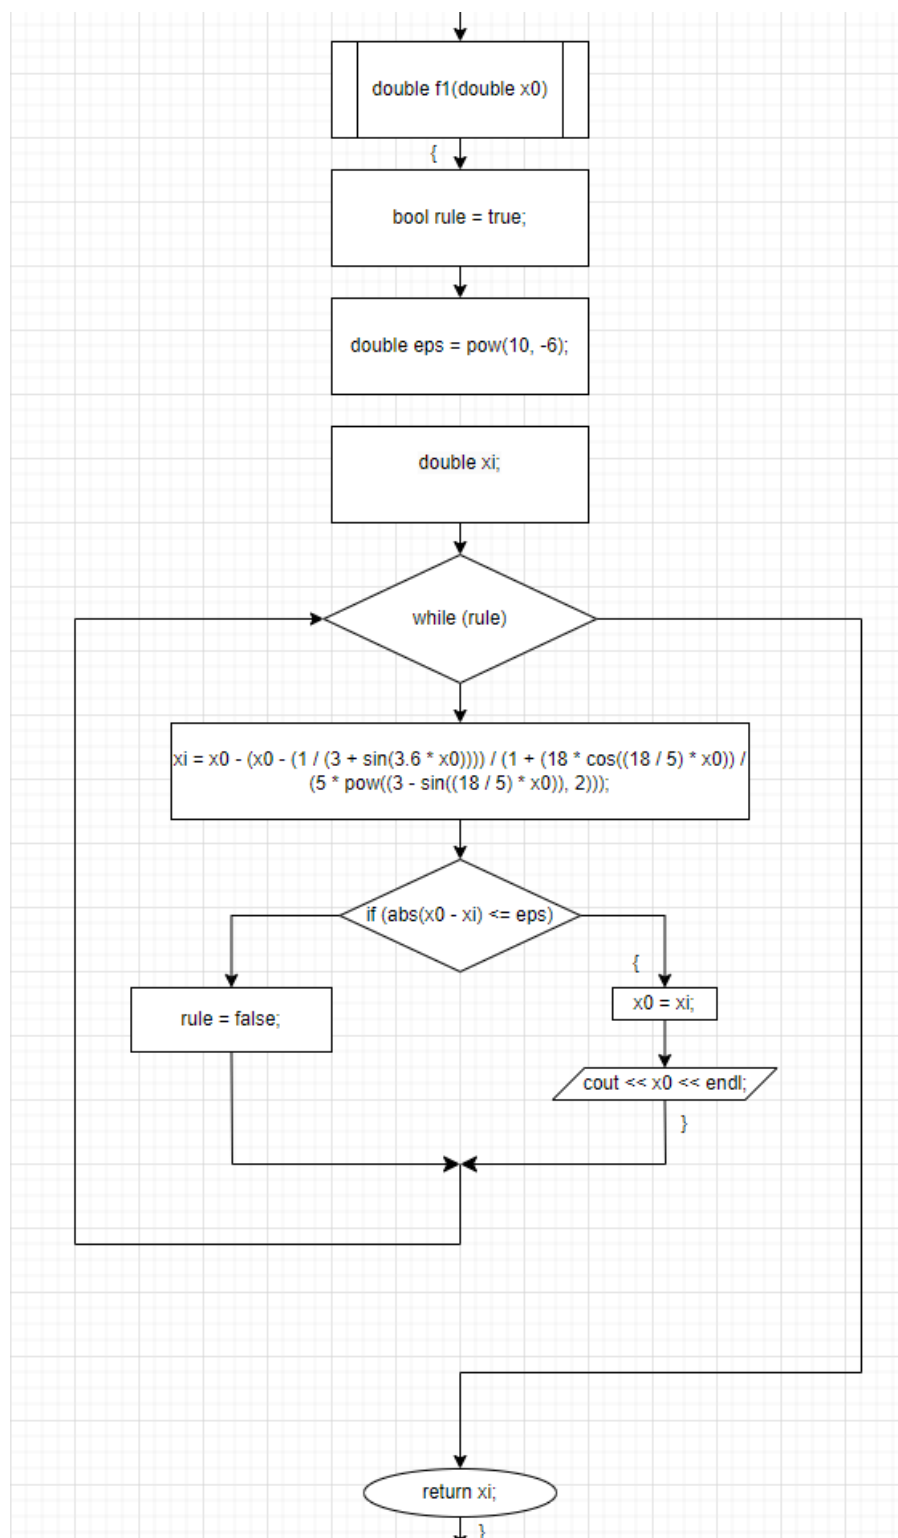 double f1(double x0)
{
bool rule = true;
double eps = pow(10, -6);
double xi;
while (rule)
xi = x0 - (x0 - (1 / (3 + sin(3.6 * x0)))) / (1 + (18 * cos((18 / 5) * x0)) /
(5 * pow((3 - sin((18 / 5) * x0)), 2)));
if (abs(x0 - xi) <= eps)
{
rule = false;
x0 = xi;
cout << x0 << endl;
}
return xi;
}